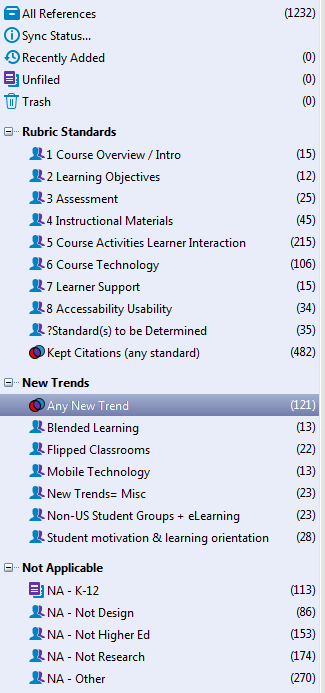 All References (1232)
Sync Status...
Recently Added (0)
Unfiled (0)
Trash (0)
Rubric Standards
1 Course Overview / Intro (15)
2 Learning Objectives (12)
3 Assessment (25)
4 Instructional Materials (45)
5 Course Activities Learner Interaction (215)
6 Course Technology (106)
7 Learner Support (15)
8 Accessability Usability (34)
?Standard(s) to be Determined (35)
Kept Citations (any standard) (482)
New Trends
Any New Trend (121)
Blended Learning (13)
Flipped Classrooms (22)
Mobile Technology (13)
New Trends= Misc (23)
Non-US Student Groups + eLearning (23)
Student motivation & learning orientation (28)
Not Applicable
NA - K-12 (113)
NA - Not Design (86)
NA - Not Higher Ed (153)
NA - Not Research (174)
NA - Other (270)